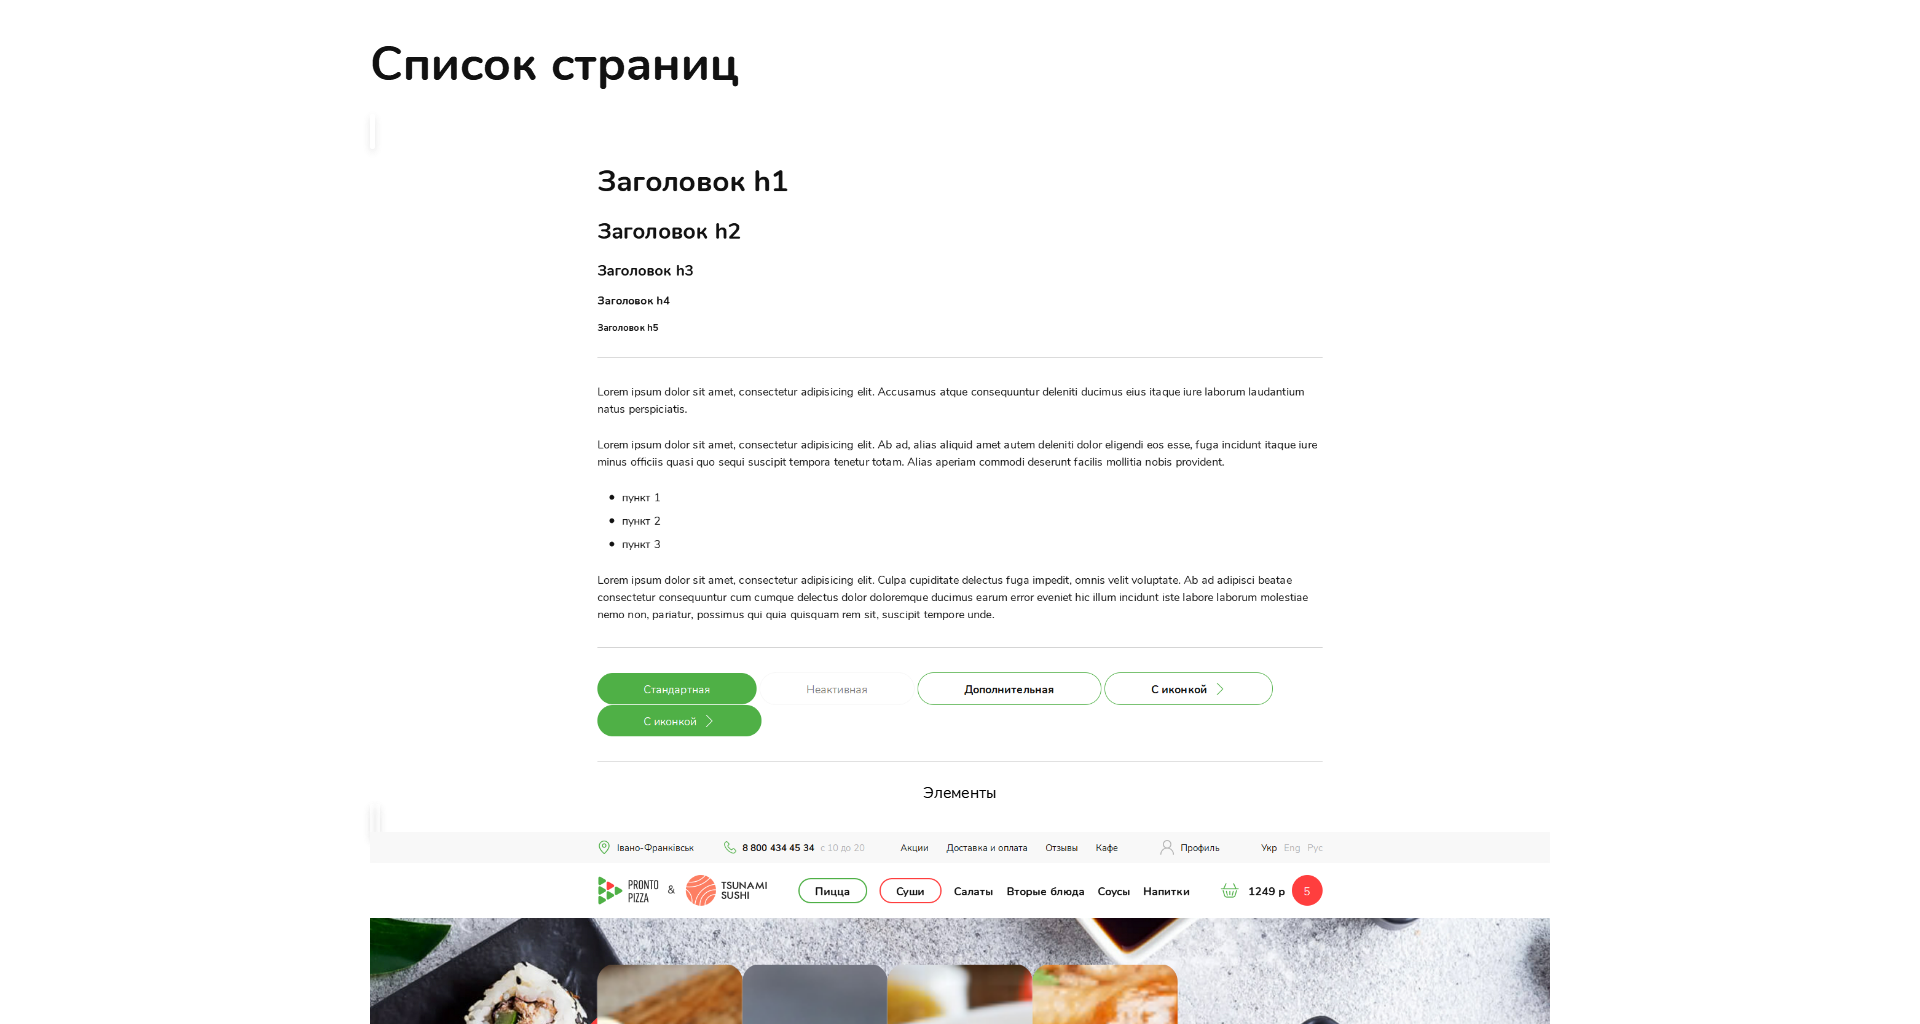 Список страниц
Заголовок h1
Заголовок h2
Заголовок h3
Заголовок h4
Заголовок h5
Lorem ipsum dolor sit amet, consectetur adipisicing elit. Accusamus atque consequuntur deleniti ducimus eius itaque iure laborum laudantium
natus perspiciatis.
Lorem ipsum dolor sit amet, consectetur adipisicing elit. Ab ad, alias aliquid amet autem deleniti dolor eligendi eos esse, fuga incidunt itaque iure
minus officiis quasi quo sequi suscipit tempora tenetur totam. Alias aperiam commodi deserunt facilis mollitia nobis provident.
• пункт 1
• пункт 2
• пункт 3
Lorem ipsum dolor sit amet, consectetur adipisicing elit. Culpa cupiditate delectus fuga impedit, omnis velit voluptate. Ab ad adipisci beatae
consectetur consequuntur cum cumque delectus dolor doloremque ducimus earum error eveniet hic illum incidunt iste labore laborum molestiae
nemo non, pariatur, possimus qui quia quisquam rem sit, suscipit tempore unde.
Стандартная Неактивная Дополнительная С иконкой
С иконкой
Элементы
Івано-Франківськ 8 800 434 45 34 с 10 до 20 Акции Доставка и оплата Отзывы Кафе Профиль Укр Eng Рус
PRONTO PIZZA & TSUNAMI SUSHI Пицца Суши Салаты Вторые блюда Соусы Напитки 1249 р 5